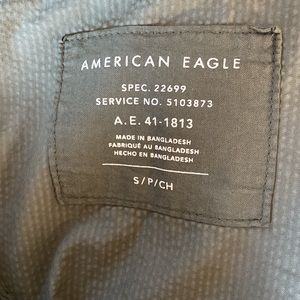 AMERICAN EAGLE
SPEC. 22699
SERVICE NO. 5103873
A.E. 41-1813
MADE IN BANGLADESH
FABRIQUÉ AU BANGLADESH
HECHO EN BANGLADESH
S/P/CH